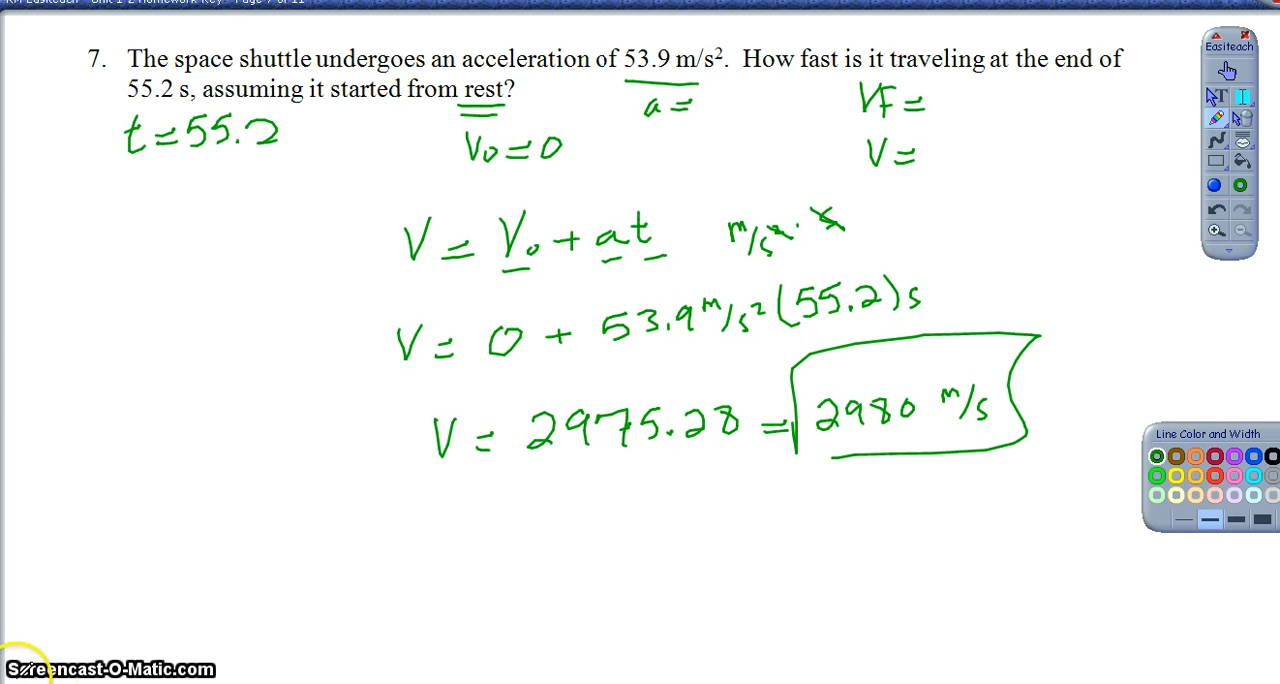 7. The space shuttle undergoes an acceleration of 53.9 m/s². How fast is it traveling at the end of
55.2 s, assuming it started from rest?
a =
VF =
t = 55.2
V₀ = 0
V =
V = V₀ + at m/s² · s
V = 0 + 53.9 m/s² (55.2) s
V = 2975.28 = 2980 m/s
Easiteach
T
Line Color and Width
Screencast-O-Matic.com